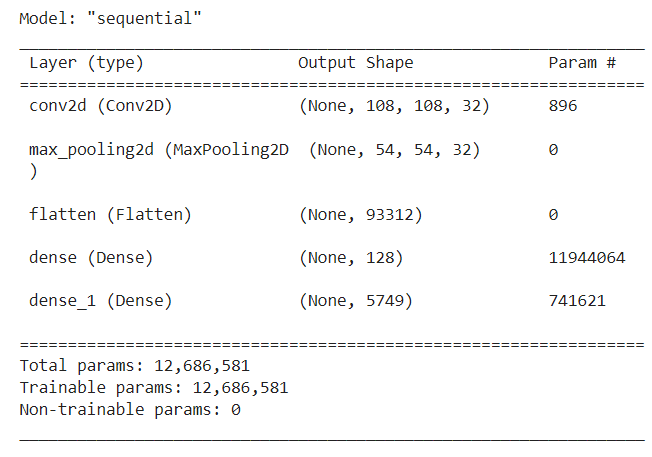 Model: "sequential"
_________________________________________________________________
Layer (type) Output Shape Param #
=================================================================
conv2d (Conv2D) (None, 108, 108, 32) 896
max_pooling2d (MaxPooling2D (None, 54, 54, 32) 0
)
flatten (Flatten) (None, 93312) 0
dense (Dense) (None, 128) 11944064
dense_1 (Dense) (None, 5749) 741621
=================================================================
Total params: 12,686,581
Trainable params: 12,686,581
Non-trainable params: 0
_________________________________________________________________